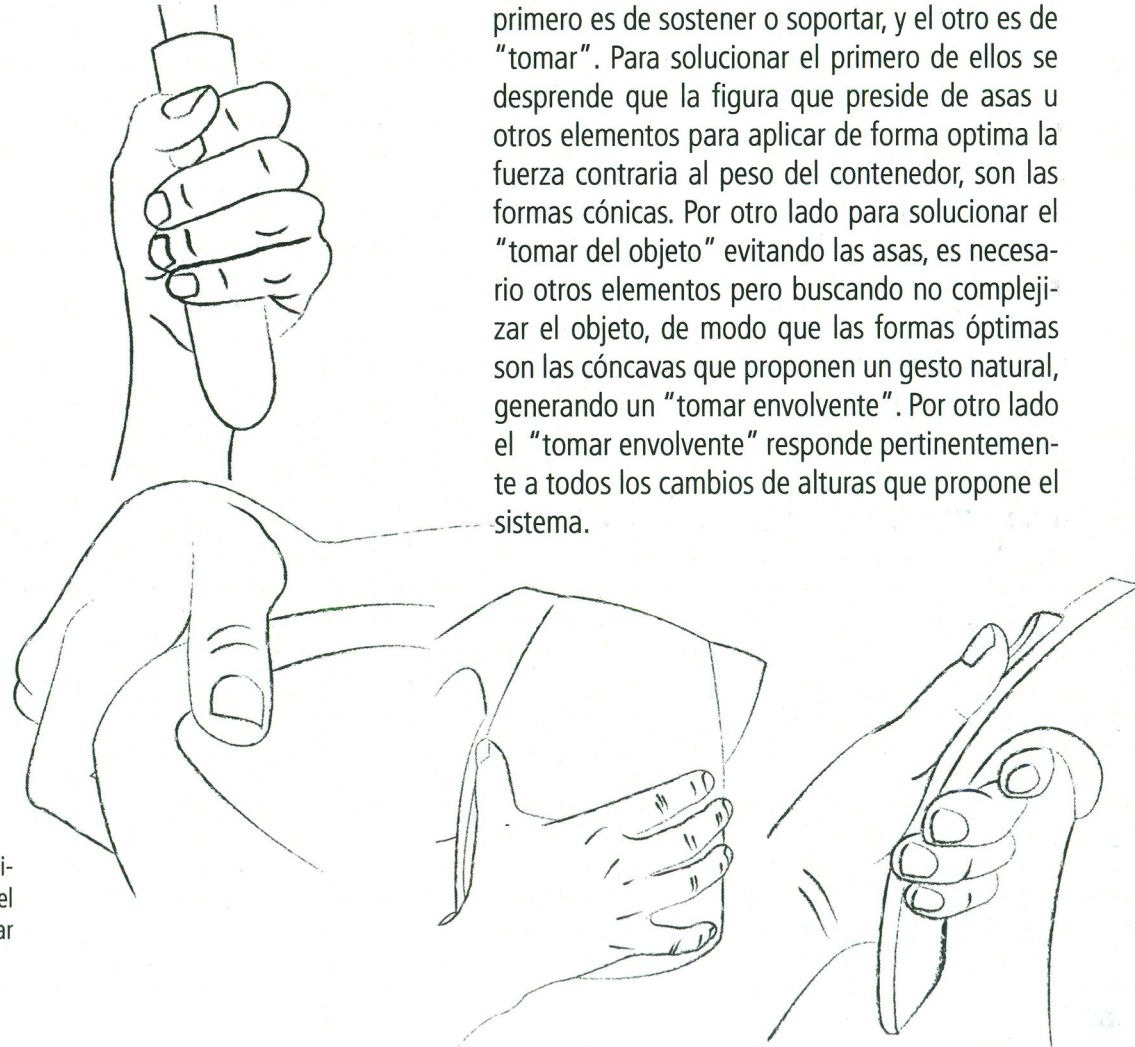 primero es de sostener o soportar, y el otro es de
“tomar”. Para solucionar el primero de ellos se
desprende que la figura que preside de asas u
otros elementos para aplicar de forma optima la
fuerza contraria al peso del contenedor, son las
formas cónicas. Por otro lado para solucionar el
“tomar del objeto” evitando las asas, es necesa-
rio otros elementos pero buscando no compleji-
zar el objeto, de modo que las formas óptimas
son las cóncavas que proponen un gesto natural,
generando un “tomar envolvente”. Por otro lado
el “tomar envolvente” responde pertinentemen-
te a todos los cambios de alturas que propone el
sistema.
i-
el
ar